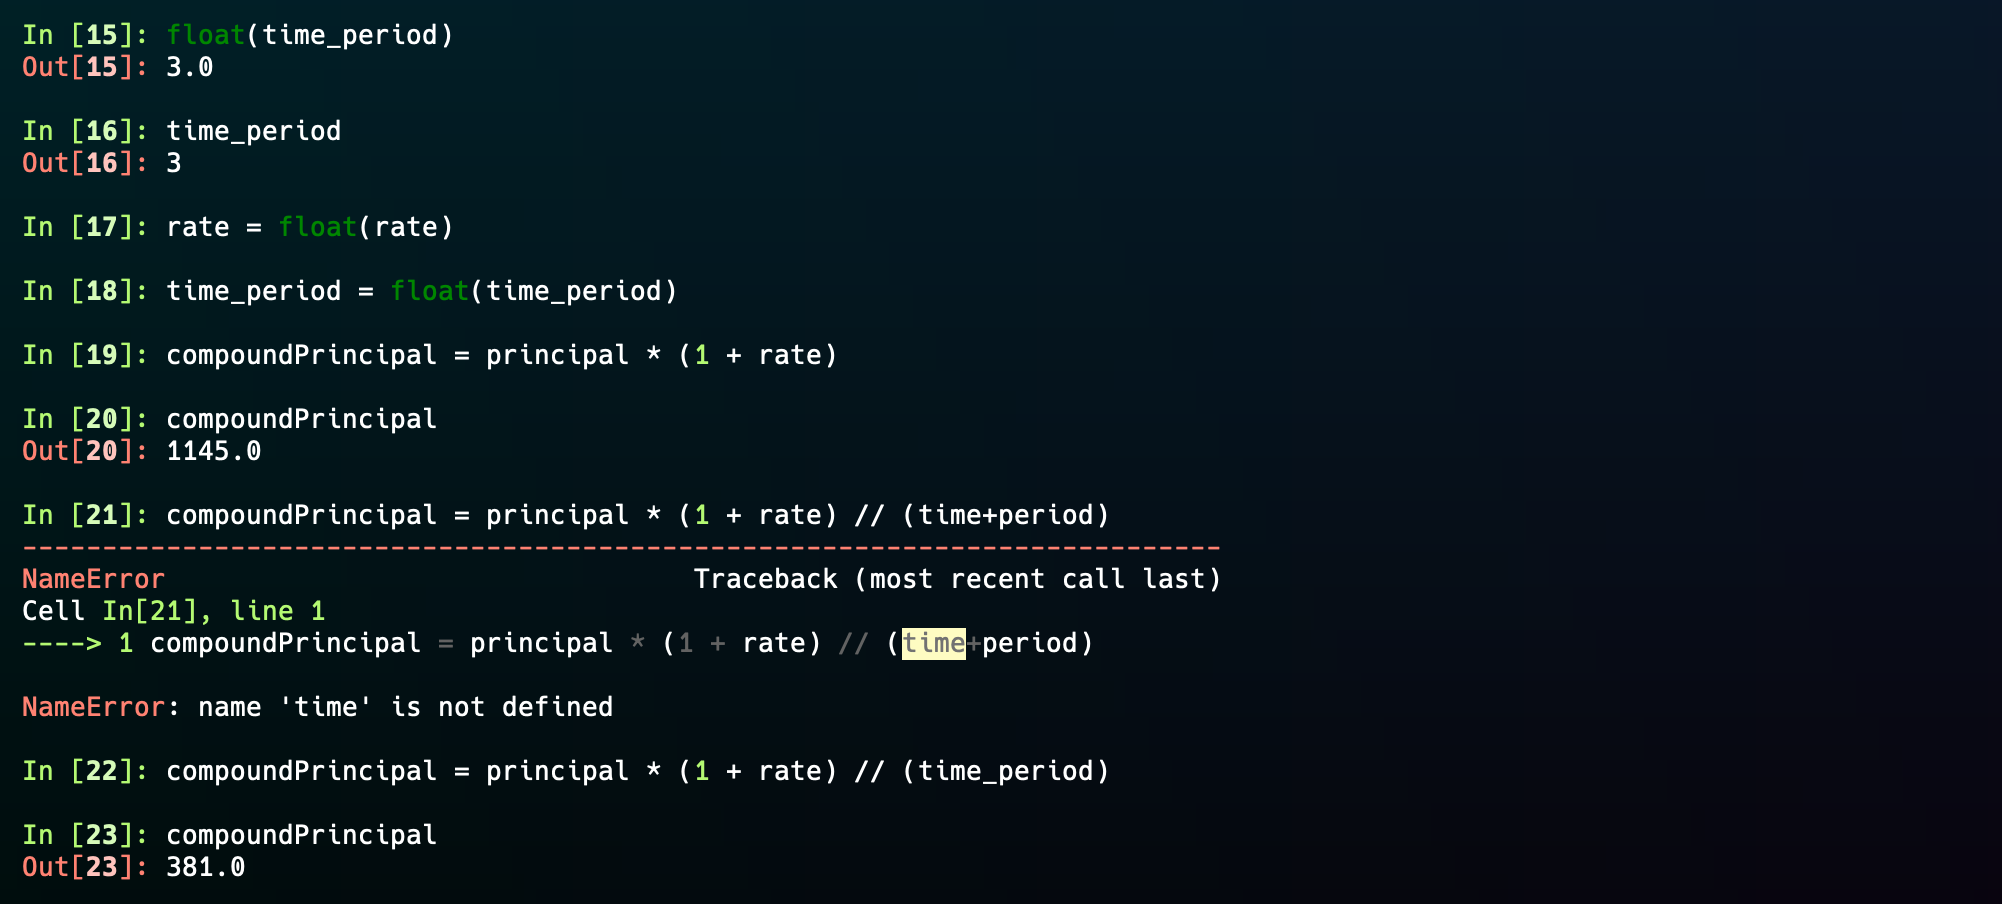 In [15]: float(time_period)
Out[15]: 3.0
In [16]: time_period
Out[16]: 3
In [17]: rate = float(rate)
In [18]: time_period = float(time_period)
In [19]: compoundPrincipal = principal * (1 + rate)
In [20]: compoundPrincipal
Out[20]: 1145.0
In [21]: compoundPrincipal = principal * (1 + rate) // (time+period)
---------------------------------------------------------------------------
NameError                                 Traceback (most recent call last)
Cell In[21], line 1
----> 1 compoundPrincipal = principal * (1 + rate) // (time+period)
NameError: name 'time' is not defined
In [22]: compoundPrincipal = principal * (1 + rate) // (time_period)
In [23]: compoundPrincipal
Out[23]: 381.0